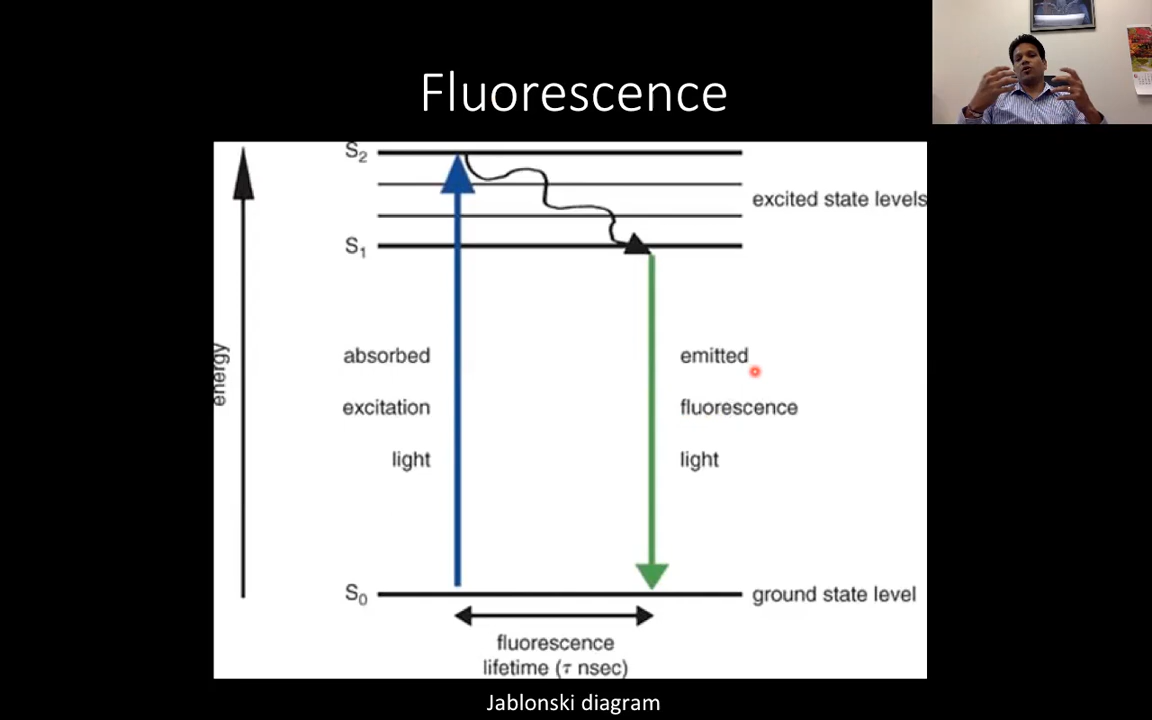 Fluorescence
S2
excited state levels
S1
energy
absorbed
excitation
light
emitted
fluorescence
light
S0
ground state level
fluorescence
lifetime (τ nsec)
Jablonski diagram